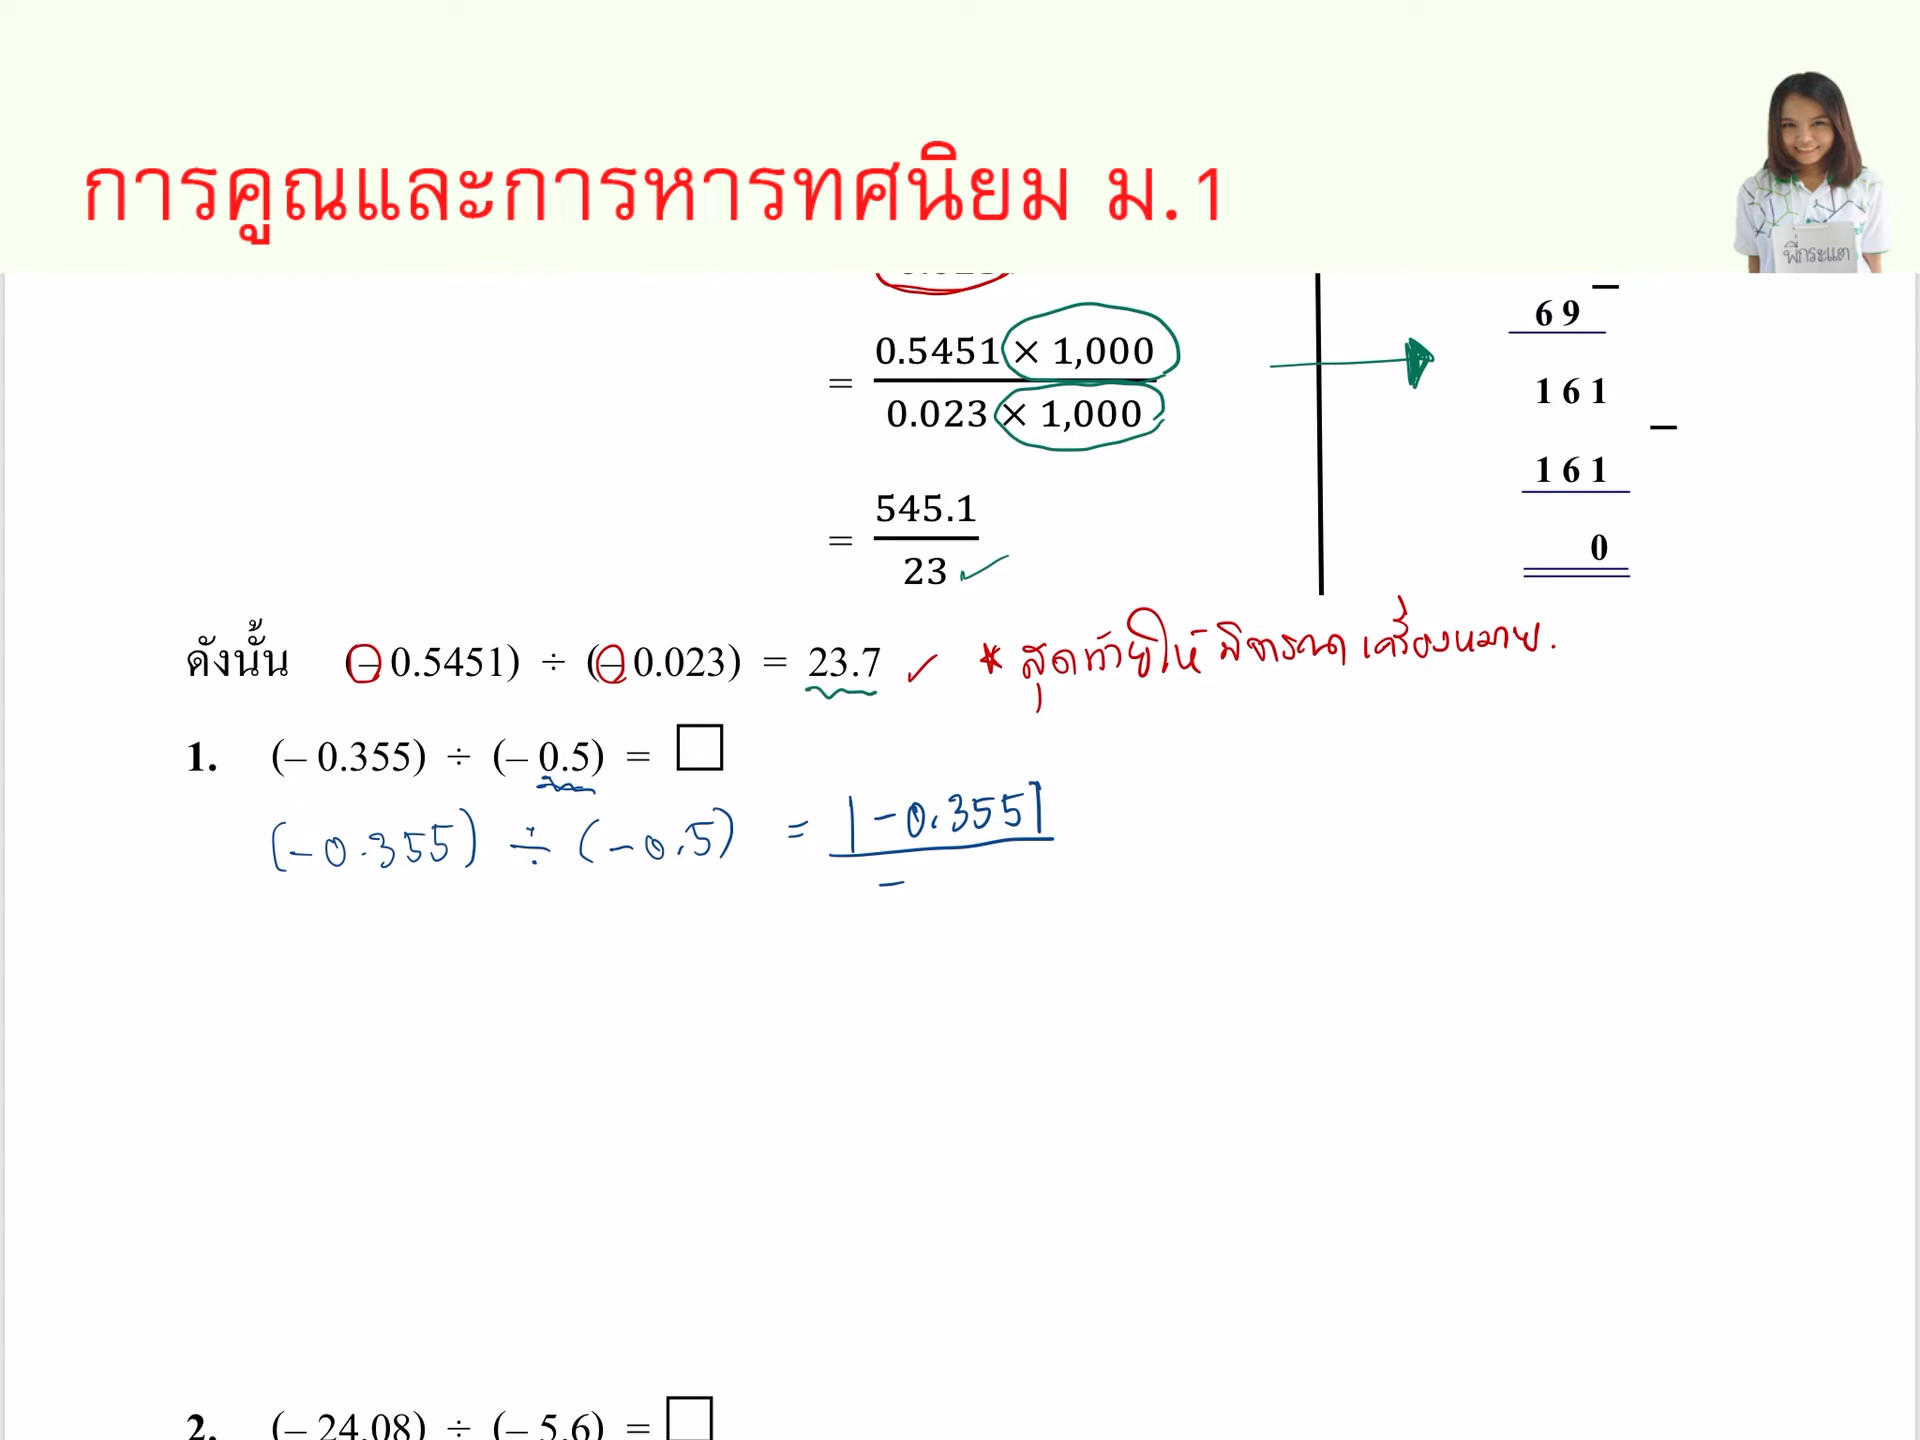 การคูณและการหารทศนิยม ม.1
พี่กระแต
= 0.5451 × 1,000
0.023 × 1,000
= 545.1
23 ✓
69 −
161 −
161
0
ดังนั้น (– 0.5451) ÷ (– 0.023) = 23.7 ✓ * สุดท้ายให้ พิจารณา เครื่องหมาย.
1. (– 0.355) ÷ (– 0.5) = □
(-0.355) ÷ (-0.5) = |-0.355|
−
2. (– 24.08) ÷ (– 5.6) = □